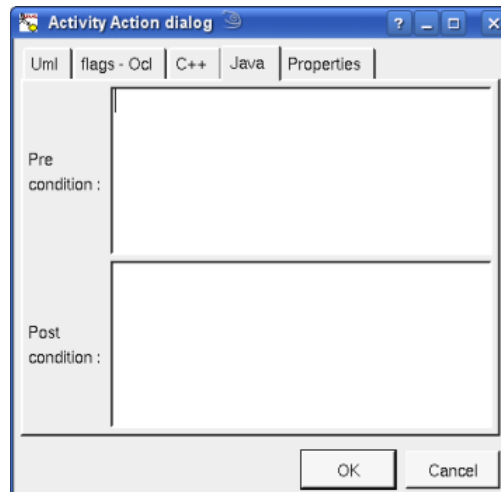 Activity Action dialog
Uml flags - Ocl C++ Java Properties
Pre
condition :
Post
condition :
OK Cancel